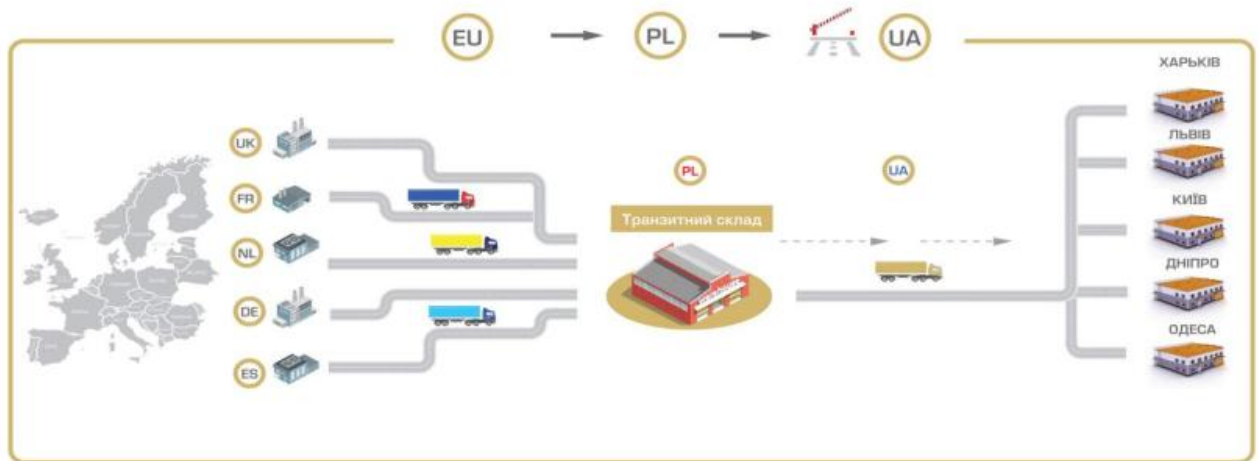 EU
PL
UA
ХАРЬКІВ
UK
ЛЬВІВ
PL
UA
FR
КИЇВ
Транзитний склад
NL
ДНІПРО
DE
ОДЕСА
ES